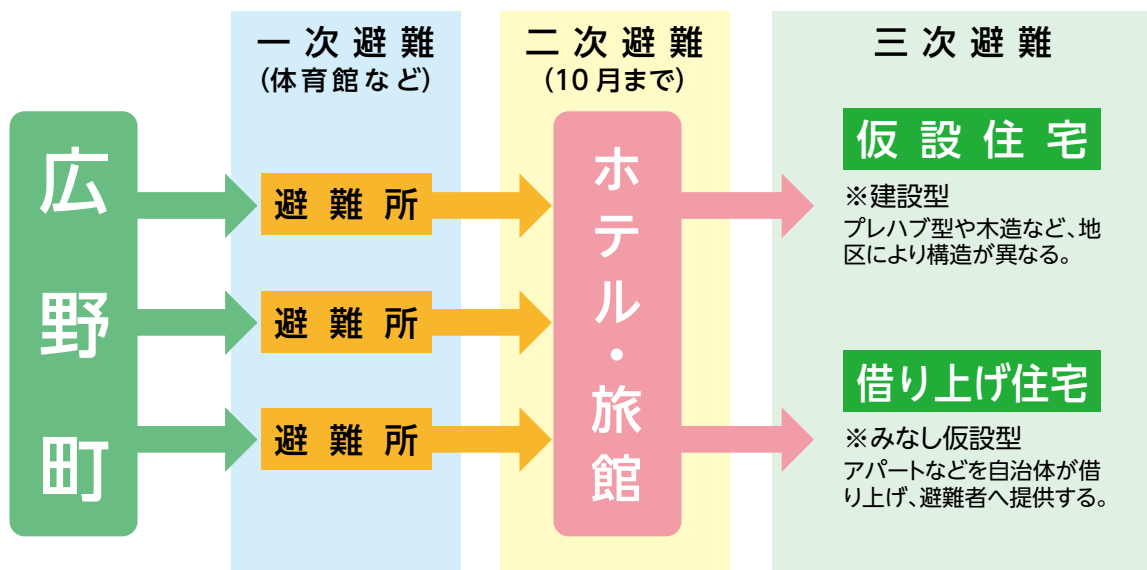 一次避難
(体育館など)
二次避難
(10月まで)
三次避難
広野町
避難所
避難所
避難所
ホテル・旅館
仮設住宅
※建設型
プレハブ型や木造など、地
区により構造が異なる。
借り上げ住宅
※みなし仮設型
アパートなどを自治体が借
り上げ、避難者へ提供する。